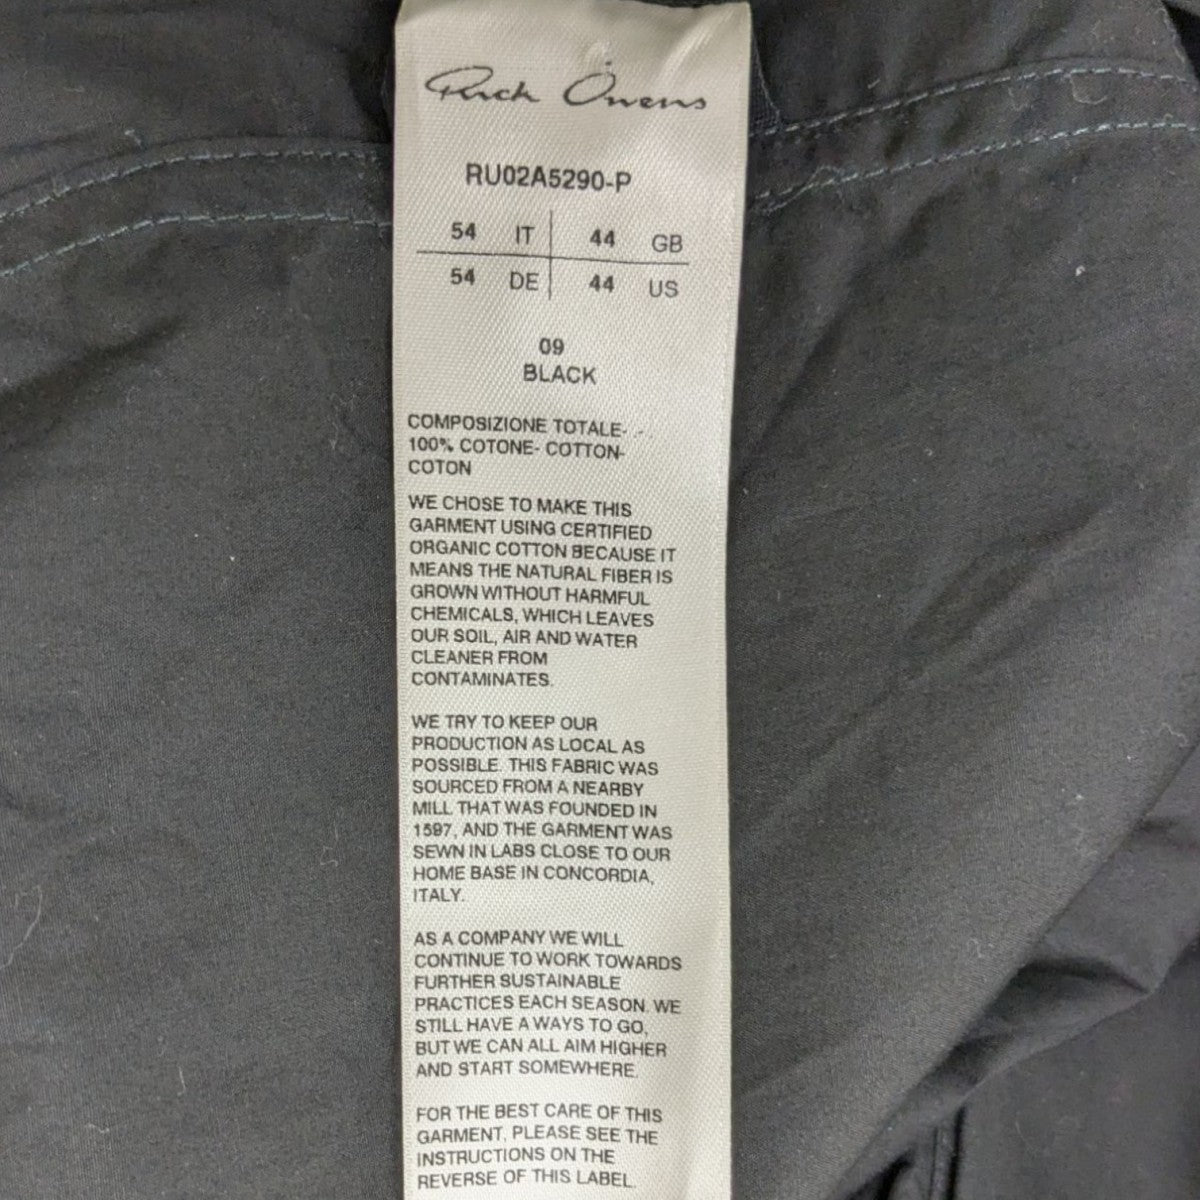 Rick Owens
RU02A5290-P
54 IT 44 GB
54 DE 44 US
09
BLACK
COMPOSIZIONE TOTALE-
100% COTONE- COTTON-
COTON
WE CHOSE TO MAKE THIS
GARMENT USING CERTIFIED
ORGANIC COTTON BECAUSE IT
MEANS THE NATURAL FIBER IS
GROWN WITHOUT HARMFUL
CHEMICALS, WHICH LEAVES
OUR SOIL, AIR AND WATER
CLEANER FROM
CONTAMINATES.
WE TRY TO KEEP OUR
PRODUCTION AS LOCAL AS
POSSIBLE. THIS FABRIC WAS
SOURCED FROM A NEARBY
MILL THAT WAS FOUNDED IN
1597, AND THE GARMENT WAS
SEWN IN LABS CLOSE TO OUR
HOME BASE IN CONCORDIA,
ITALY.
AS A COMPANY WE WILL
CONTINUE TO WORK TOWARDS
FURTHER SUSTAINABLE
PRACTICES EACH SEASON. WE
STILL HAVE A WAYS TO GO,
BUT WE CAN ALL AIM HIGHER
AND START SOMEWHERE.
FOR THE BEST CARE OF THIS
GARMENT, PLEASE SEE THE
INSTRUCTIONS ON THE
REVERSE OF THIS LABEL.